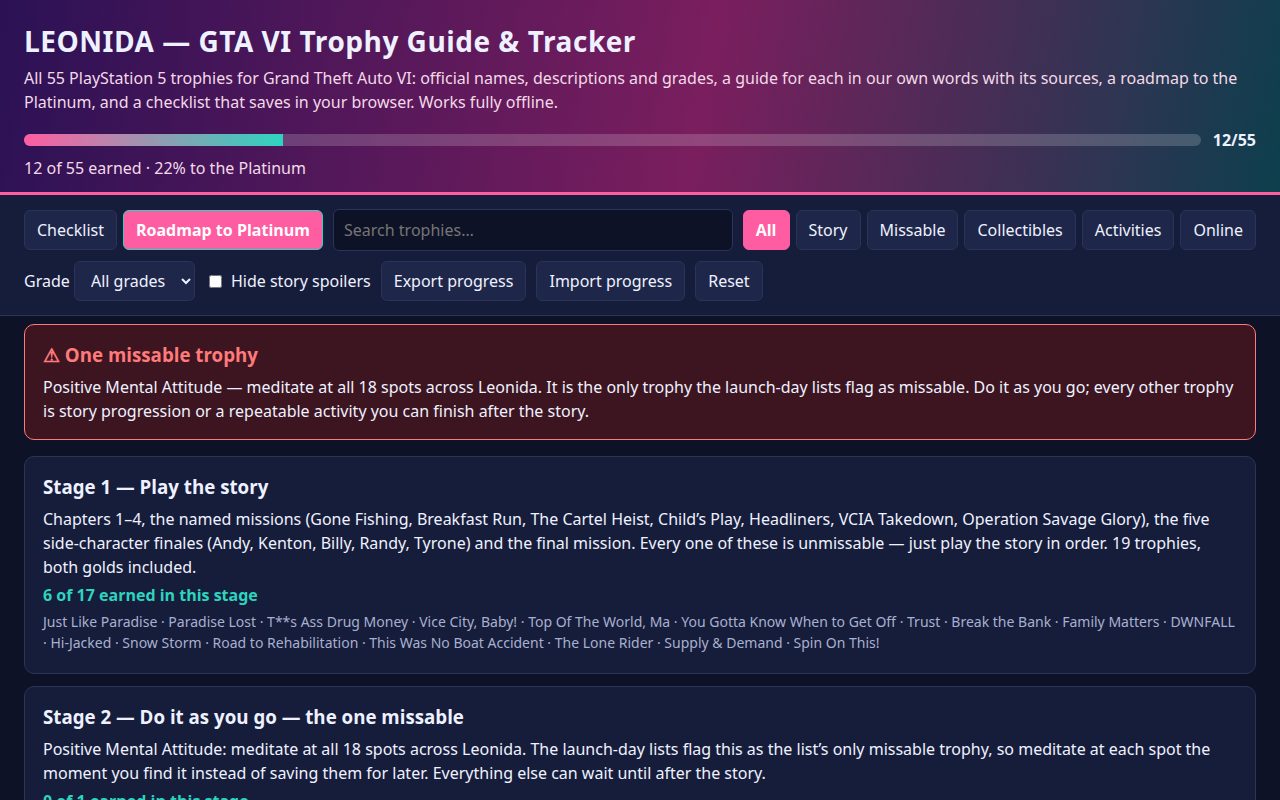 LEONIDA — GTA VI Trophy Guide & Tracker
All 55 PlayStation 5 trophies for Grand Theft Auto VI: official names, descriptions and grades, a guide for each in our own words with its sources, a roadmap to the
Platinum, and a checklist that saves in your browser. Works fully offline.
12/55
12 of 55 earned · 22% to the Platinum
Checklist Roadmap to Platinum Search trophies... All Story Missable Collectibles Activities Online
Grade All grades Hide story spoilers Export progress Import progress Reset
⚠ One missable trophy
Positive Mental Attitude — meditate at all 18 spots across Leonida. It is the only trophy the launch-day lists flag as missable. Do it as you go; every other trophy
is story progression or a repeatable activity you can finish after the story.
Stage 1 — Play the story
Chapters 1–4, the named missions (Gone Fishing, Breakfast Run, The Cartel Heist, Child’s Play, Headliners, VCIA Takedown, Operation Savage Glory), the five
side-character finales (Andy, Kenton, Billy, Randy, Tyrone) and the final mission. Every one of these is unmissable — just play the story in order. 19 trophies,
both golds included.
6 of 17 earned in this stage
Just Like Paradise · Paradise Lost · T**s Ass Drug Money · Vice City, Baby! · Top Of The World, Ma · You Gotta Know When to Get Off · Trust · Break the Bank · Family Matters · DWNFALL
· Hi-Jacked · Snow Storm · Road to Rehabilitation · This Was No Boat Accident · The Lone Rider · Supply & Demand · Spin On This!
Stage 2 — Do it as you go — the one missable
Positive Mental Attitude: meditate at all 18 spots across Leonida. The launch-day lists flag this as the list’s only missable trophy, so meditate at each spot the
moment you find it instead of saving them for later. Everything else can wait until after the story.
0 of 1 earned in this stage